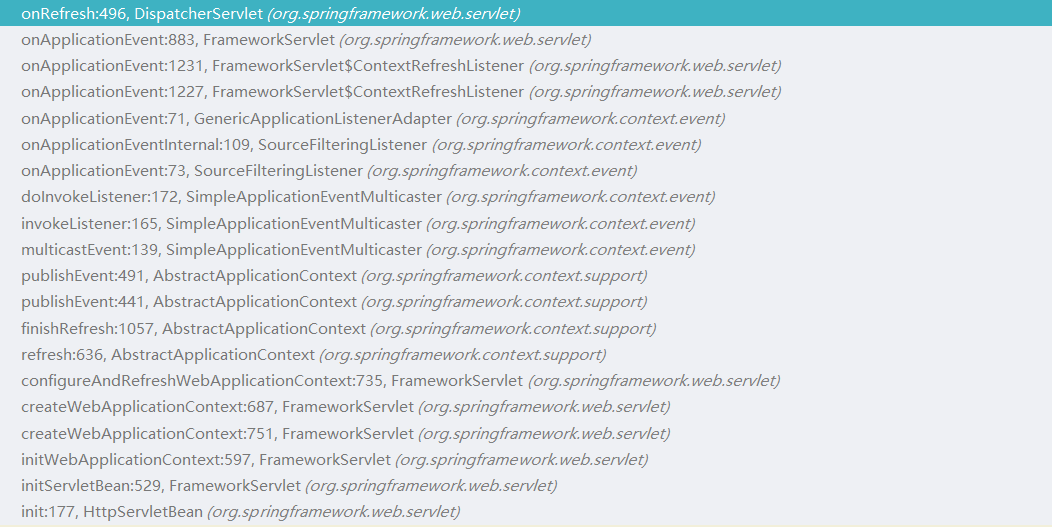 onRefresh:496, DispatcherServlet (org.springframework.web.servlet)
onApplicationEvent:883, FrameworkServlet (org.springframework.web.servlet)
onApplicationEvent:1231, FrameworkServlet$ContextRefreshListener (org.springframework.web.servlet)
onApplicationEvent:1227, FrameworkServlet$ContextRefreshListener (org.springframework.web.servlet)
onApplicationEvent:71, GenericApplicationListenerAdapter (org.springframework.context.event)
onApplicationEventInternal:109, SourceFilteringListener (org.springframework.context.event)
onApplicationEvent:73, SourceFilteringListener (org.springframework.context.event)
doInvokeListener:172, SimpleApplicationEventMulticaster (org.springframework.context.event)
invokeListener:165, SimpleApplicationEventMulticaster (org.springframework.context.event)
multicastEvent:139, SimpleApplicationEventMulticaster (org.springframework.context.event)
publishEvent:491, AbstractApplicationContext (org.springframework.context.support)
publishEvent:441, AbstractApplicationContext (org.springframework.context.support)
finishRefresh:1057, AbstractApplicationContext (org.springframework.context.support)
refresh:636, AbstractApplicationContext (org.springframework.context.support)
configureAndRefreshWebApplicationContext:735, FrameworkServlet (org.springframework.web.servlet)
createWebApplicationContext:687, FrameworkServlet (org.springframework.web.servlet)
createWebApplicationContext:751, FrameworkServlet (org.springframework.web.servlet)
initWebApplicationContext:597, FrameworkServlet (org.springframework.web.servlet)
initServletBean:529, FrameworkServlet (org.springframework.web.servlet)
init:177, HttpServletBean (org.springframework.web.servlet)